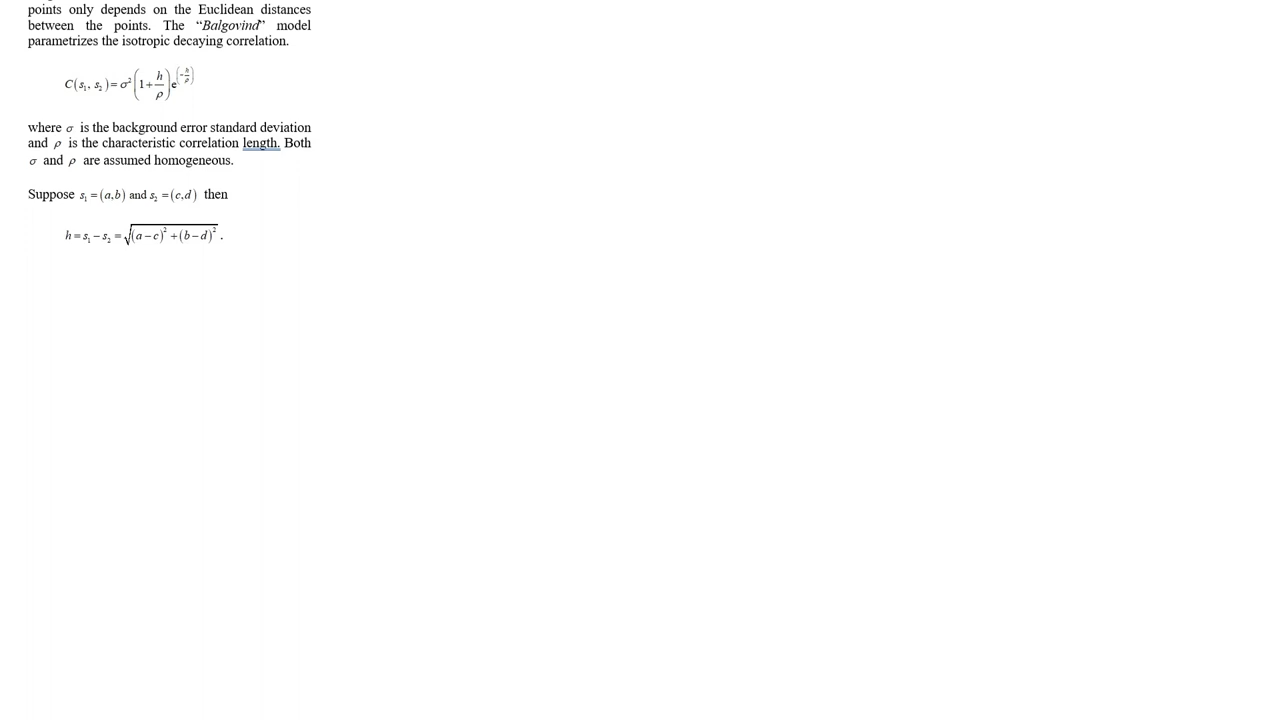 points only depends on the Euclidean distances
between the points. The “Balgovind” model
parametrizes the isotropic decaying correlation.
C(s₁, s₂) = σ²(1 + h/ρ)e^(−h/ρ)
where σ is the background error standard deviation
and ρ is the characteristic correlation length. Both
σ and ρ are assumed homogeneous.
Suppose s₁ = (a,b) and s₂ = (c,d) then
h = s₁ − s₂ = √((a−c)² + (b−d)²) .